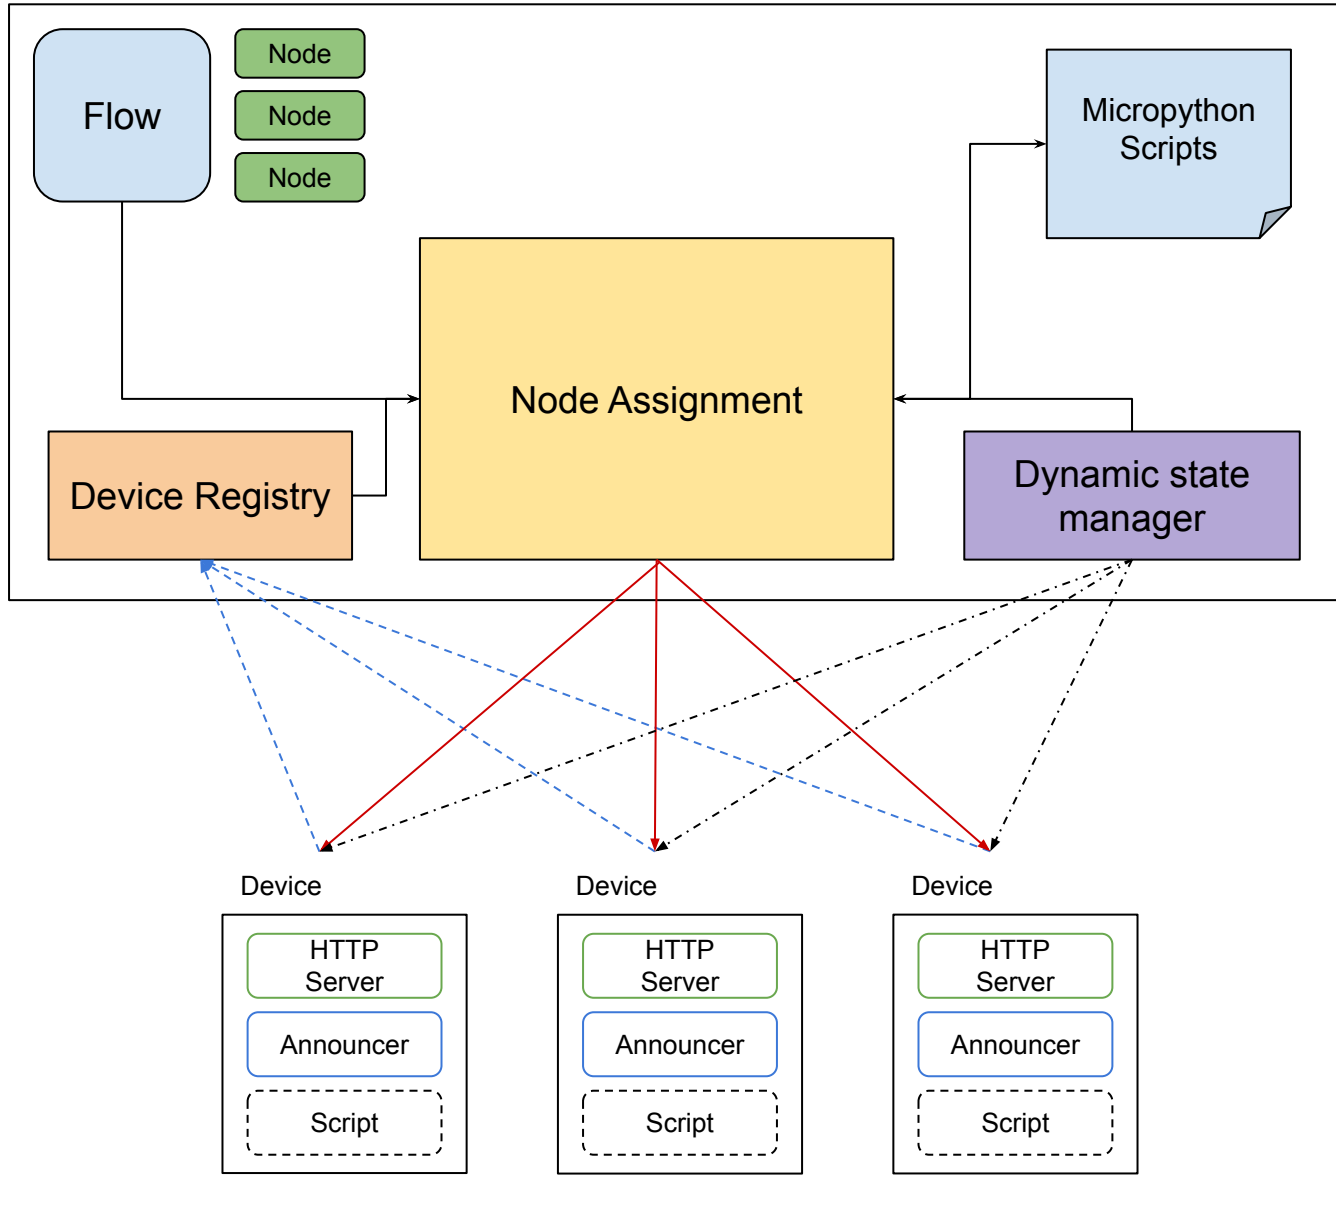 Flow
Node
Node
Node
Micropython
Scripts
Node Assignment
Device Registry
Dynamic state
manager
Device
Device
Device
HTTP
Server
Announcer
Script
HTTP
Server
Announcer
Script
HTTP
Server
Announcer
Script